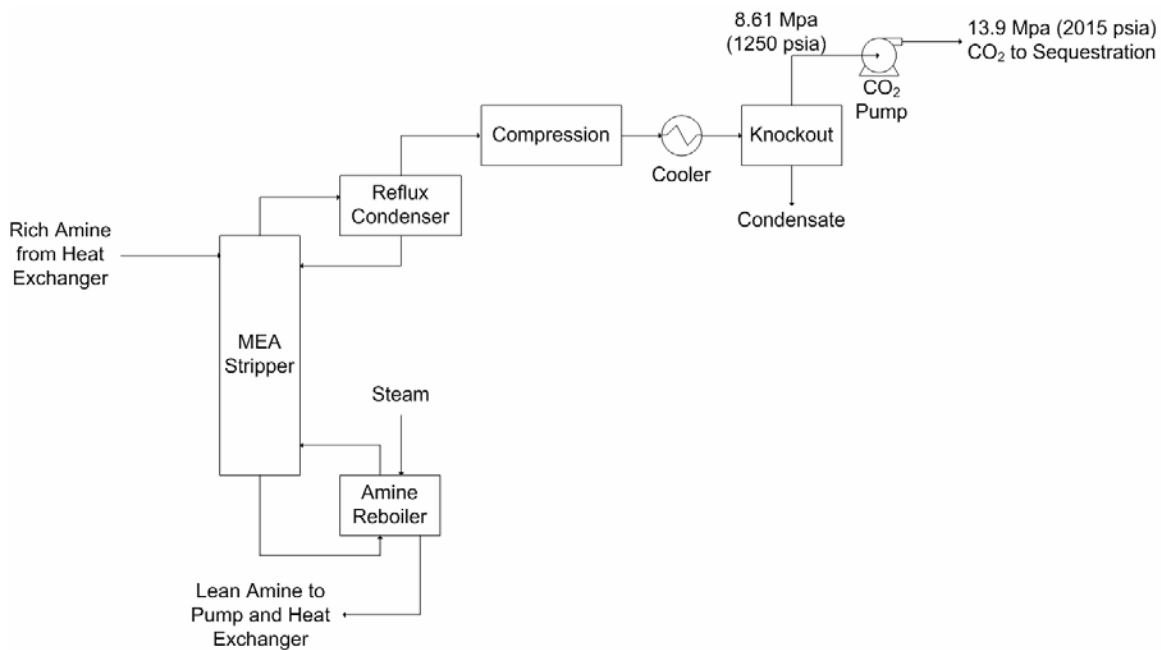 8.61 Mpa
(1250 psia)
13.9 Mpa (2015 psia)
CO₂ to Sequestration
CO₂
Pump
Compression
Cooler
Knockout
Condensate
Reflux
Condenser
Rich Amine
from Heat
Exchanger
MEA
Stripper
Steam
Amine
Reboiler
Lean Amine to
Pump and Heat
Exchanger